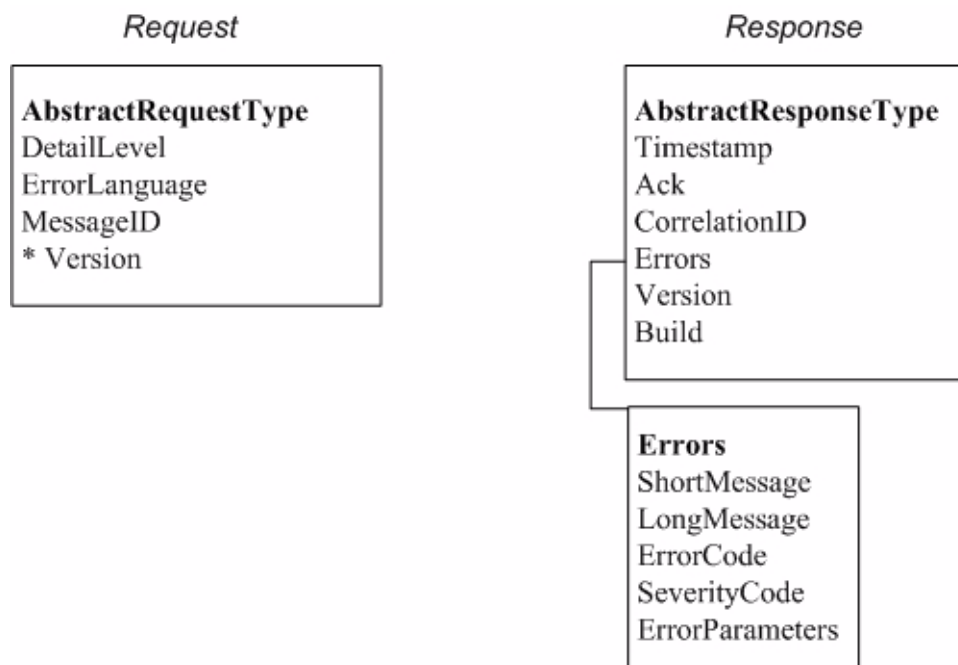 Request
AbstractRequestType
DetailLevel
ErrorLanguage
MessageID
* Version
Response
AbstractResponseType
Timestamp
Ack
CorrelationID
Errors
Version
Build
Errors
ShortMessage
LongMessage
ErrorCode
SeverityCode
ErrorParameters